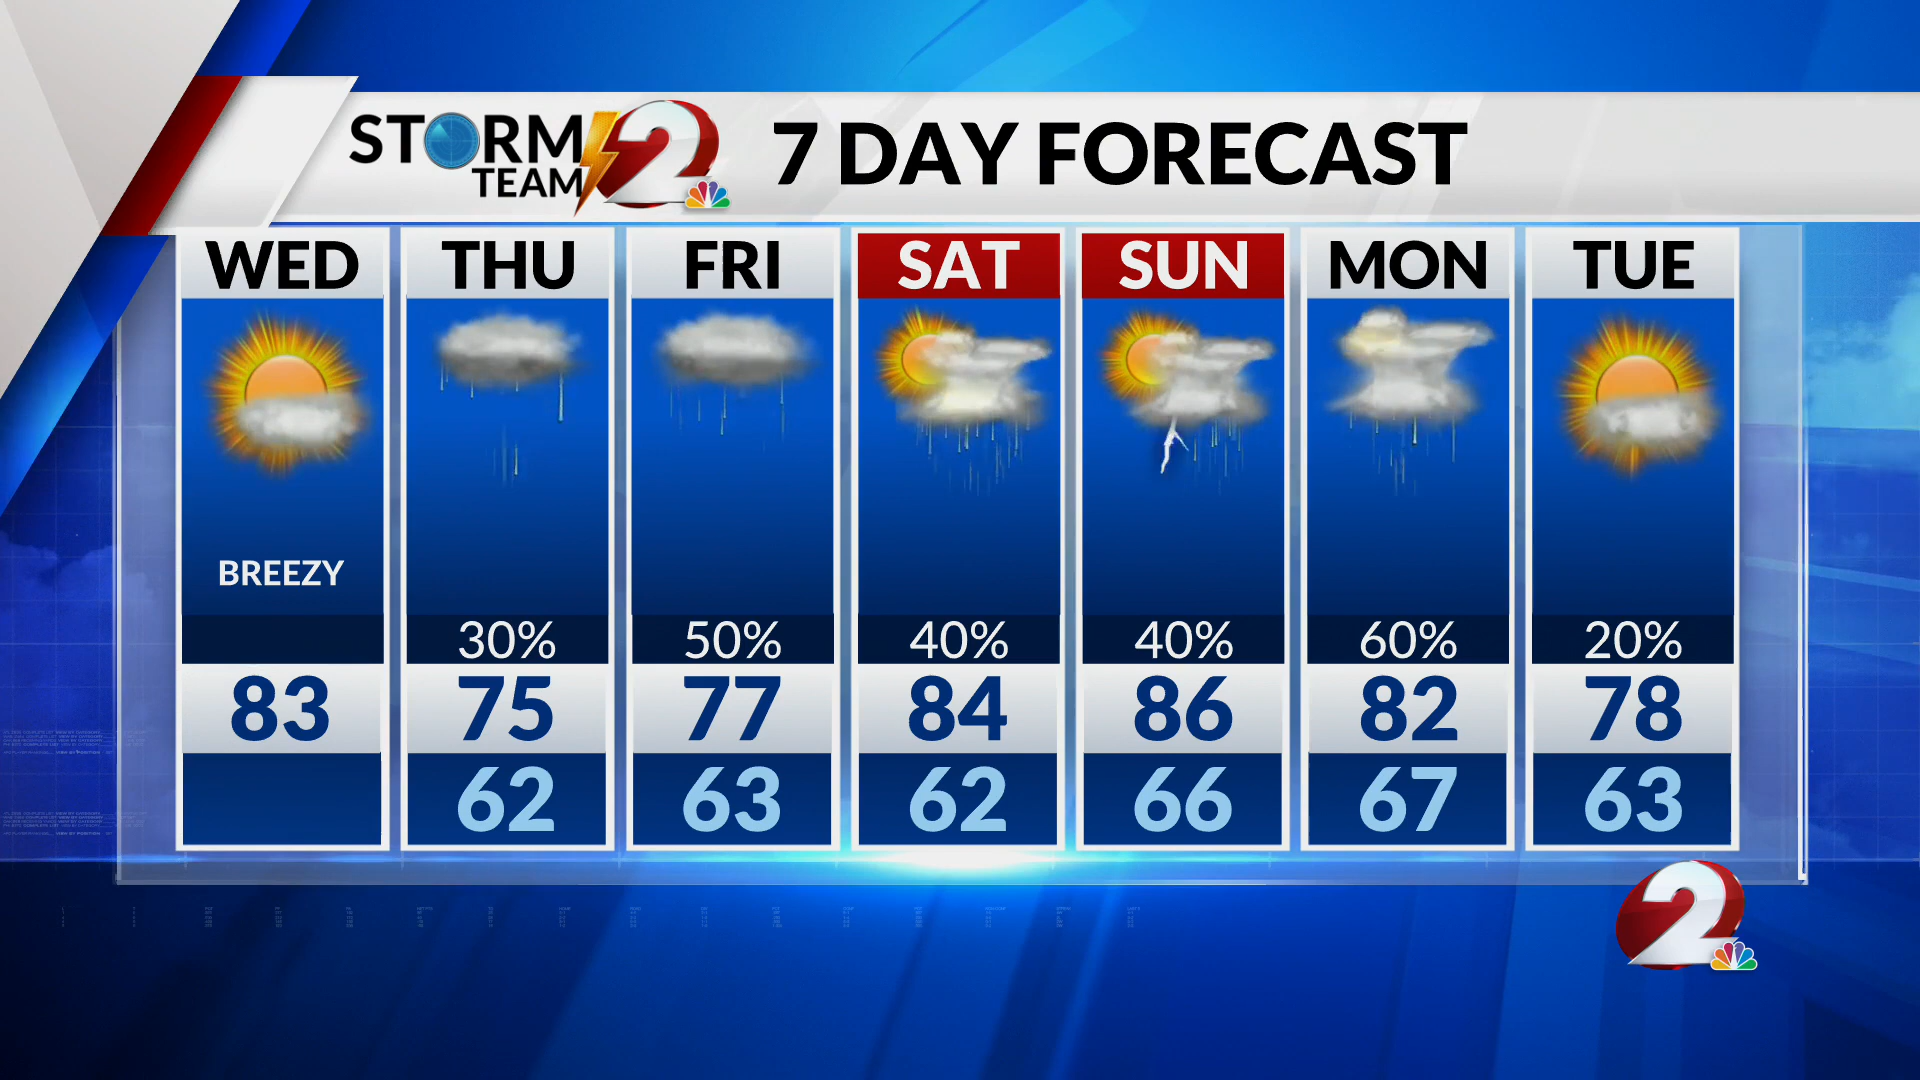 STORM
TEAM
2
7 DAY FORECAST
WED THU FRI SAT SUN MON TUE
BREEZY
30% 50% 40% 40% 60% 20%
83 75 77 84 86 82 78
62 63 62 66 67 63
2